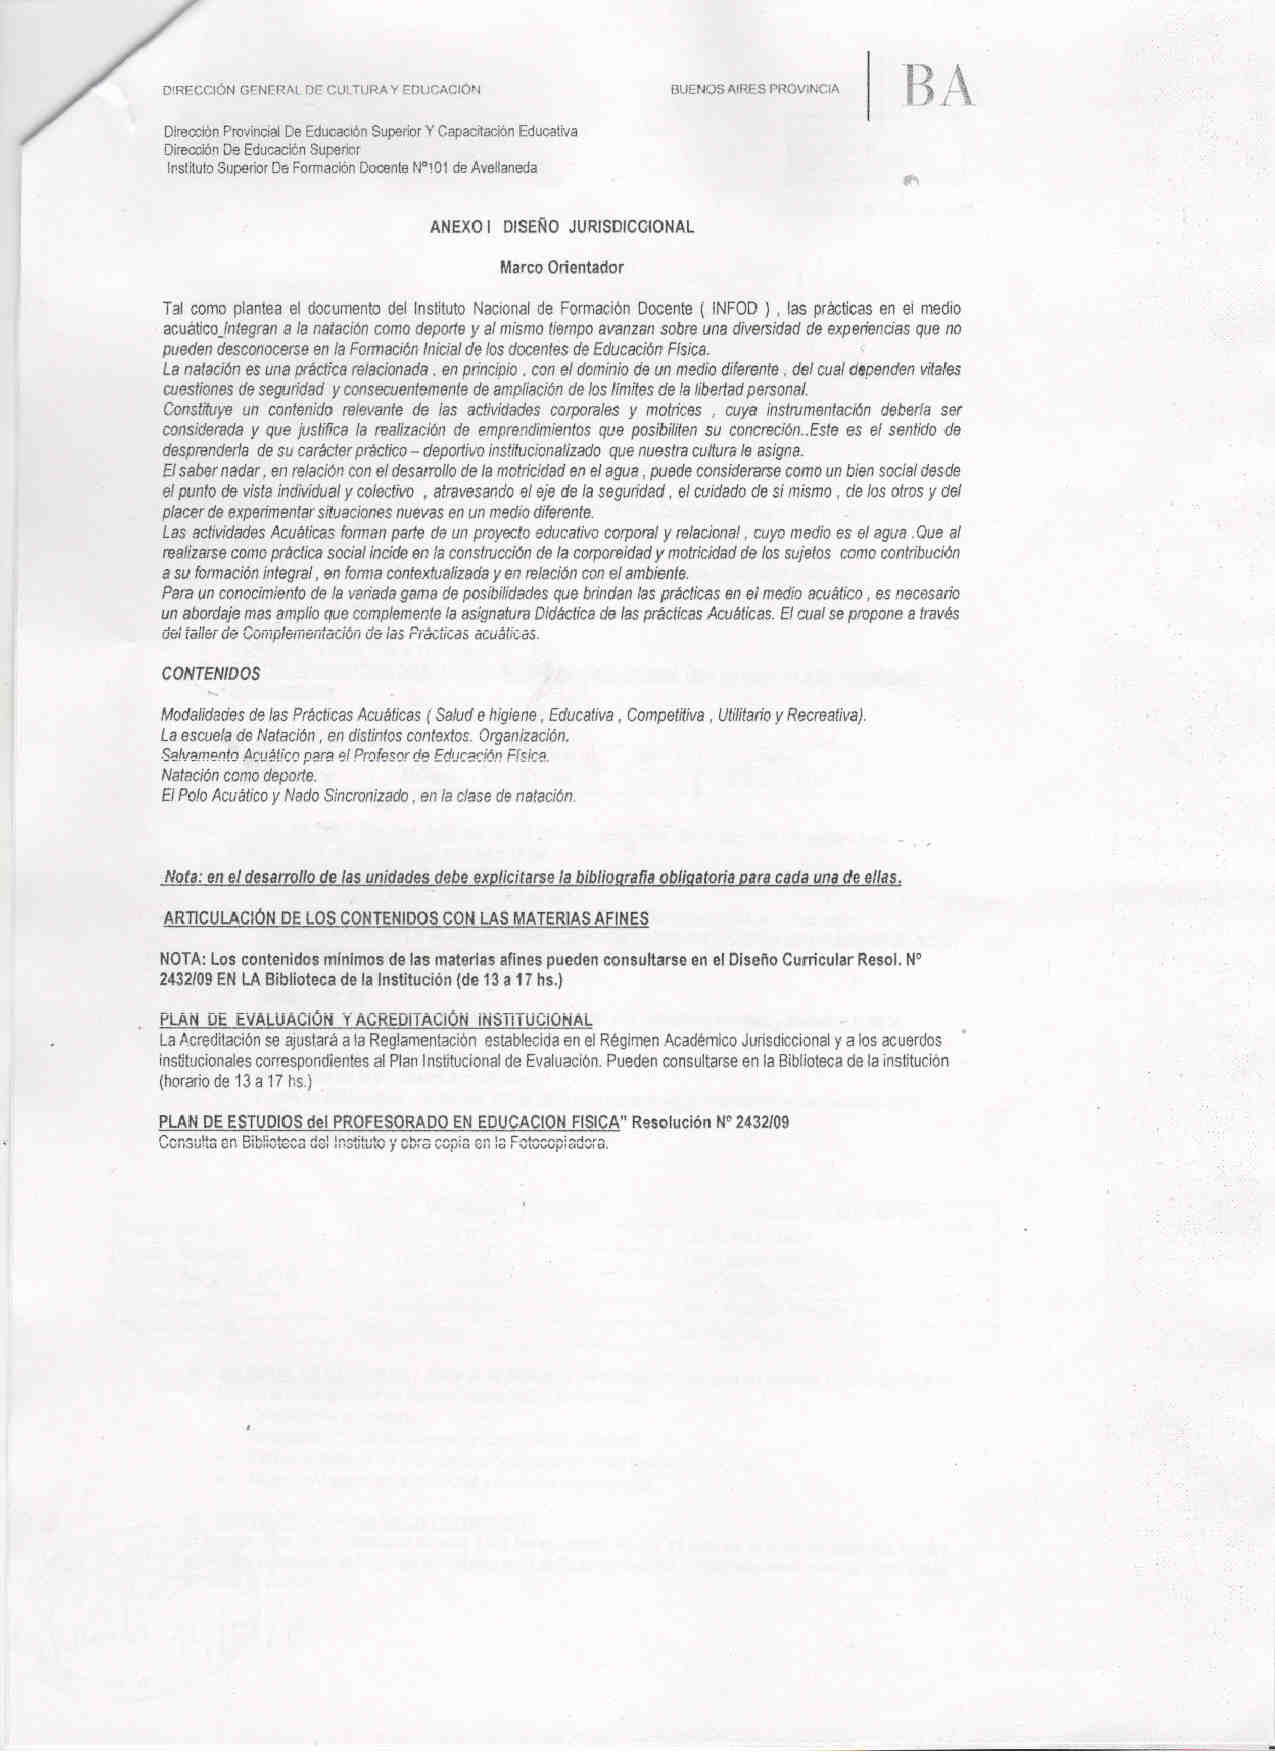 DIRECCIÓN GENERAL DE CULTURA Y EDUCACIÓN
BUENOS AIRES PROVINCIA
BA
Dirección Provincial De Educación Superior Y Capacitación Educativa
Dirección De Educación Superior
Instituto Superior De Formación Docente Nº101 de Avellaneda
ANEXO I DISEÑO JURISDICCIONAL
Marco Orientador
Tal como plantea el documento del Instituto Nacional de Formación Docente ( INFOD ) , las prácticas en el medio
acuático_Integran a la natación como deporte y al mismo tiempo avanzan sobre una diversidad de experiencias que no
pueden desconocerse en la Formación Inicial de los docentes de Educación Física.
La natación es una práctica relacionada , en principio , con el dominio de un medio diferente , del cual dependen vitales
cuestiones de seguridad y consecuentemente de ampliación de los límites de la libertad personal.
Constituye un contenido relevante de las actividades corporales y motrices , cuya instrumentación debería ser
considerada y que justifica la realización de emprendimientos que posibiliten su concreción..Este es el sentido de
desprenderla de su carácter práctico – deportivo institucionalizado que nuestra cultura le asigna.
El saber nadar , en relación con el desarrollo de la motricidad en el agua , puede considerarse como un bien social desde
el punto de vista individual y colectivo , atravesando el eje de la seguridad , el cuidado de si mismo , de los otros y del
placer de experimentar situaciones nuevas en un medio diferente.
Las actividades Acuáticas forman parte de un proyecto educativo corporal y relacional , cuyo medio es el agua .Que al
realizarse como práctica social incide en la construcción de la corporeidad y motricidad de los sujetos como contribución
a su formación integral , en forma contextualizada y en relación con el ambiente.
Para un conocimiento de la variada gama de posibilidades que brindan las prácticas en el medio acuático , es necesario
un abordaje mas amplio que complemente la asignatura Didáctica de las prácticas Acuáticas. El cual se propone a través
del taller de Complementación de las Prácticas acuáticas.
CONTENIDOS
Modalidades de las Prácticas Acuáticas ( Salud e higiene , Educativa , Competitiva , Utilitario y Recreativa).
La escuela de Natación , en distintos contextos. Organización.
Salvamento Acuático para el Profesor de Educación Física.
Natación como deporte.
El Polo Acuático y Nado Sincronizado , en la clase de natación.
Nota: en el desarrollo de las unidades debe explicitarse la bibliografía obligatoria para cada una de ellas.
ARTICULACIÓN DE LOS CONTENIDOS CON LAS MATERIAS AFINES
NOTA: Los contenidos mínimos de las materias afines pueden consultarse en el Diseño Curricular Resol. Nº
2432/09 EN LA Biblioteca de la Institución (de 13 a 17 hs.)
PLAN DE EVALUACIÓN Y ACREDITACIÓN INSTITUCIONAL
La Acreditación se ajustará a la Reglamentación establecida en el Régimen Académico Jurisdiccional y a los acuerdos
institucionales correspondientes al Plan Institucional de Evaluación. Pueden consultarse en la Biblioteca de la institución
(horario de 13 a 17 hs.)
PLAN DE ESTUDIOS del PROFESORADO EN EDUCACION FISICA" Resolución Nº 2432/09
Consulta en Biblioteca del Instituto y obra copia en la Fotocopiadora.